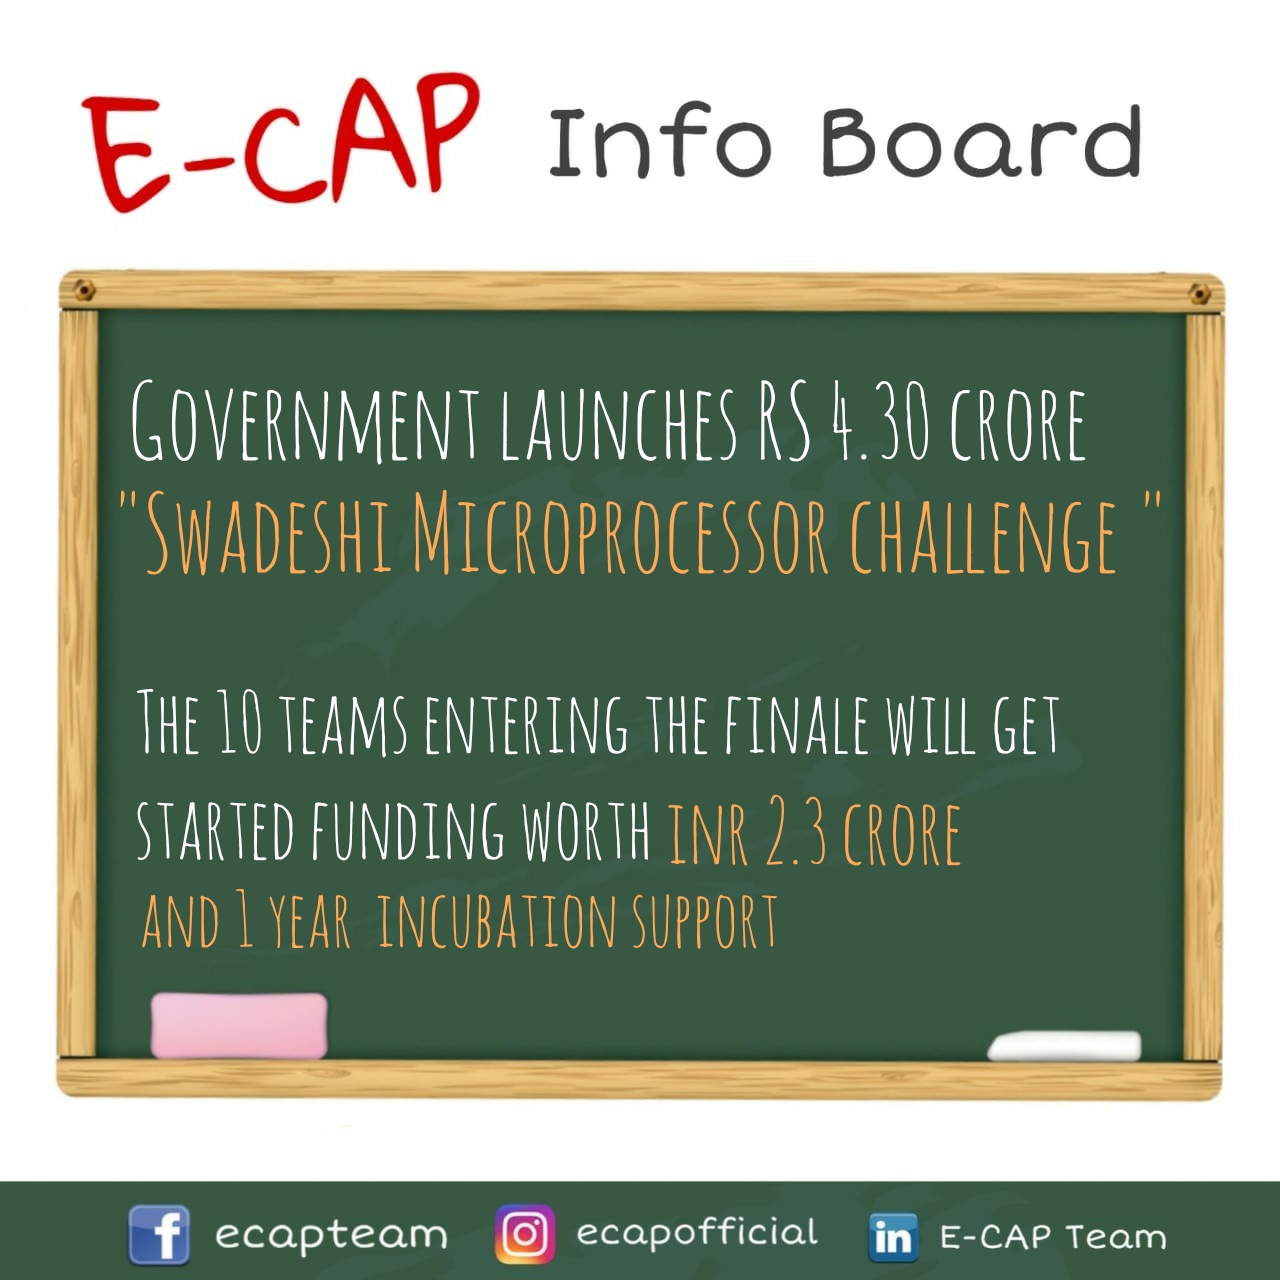 E-CAP Info Board
GOVERNMENT LAUNCHES RS 4.30 CRORE
"SWADESHI MICROPROCESSOR CHALLENGE "
THE 10 TEAMS ENTERING THE FINALE WILL GET
STARTED FUNDING WORTH INR 2.3 CRORE
AND 1 YEAR INCUBATION SUPPORT
f ecapteam ecapofficial in E-CAP Team